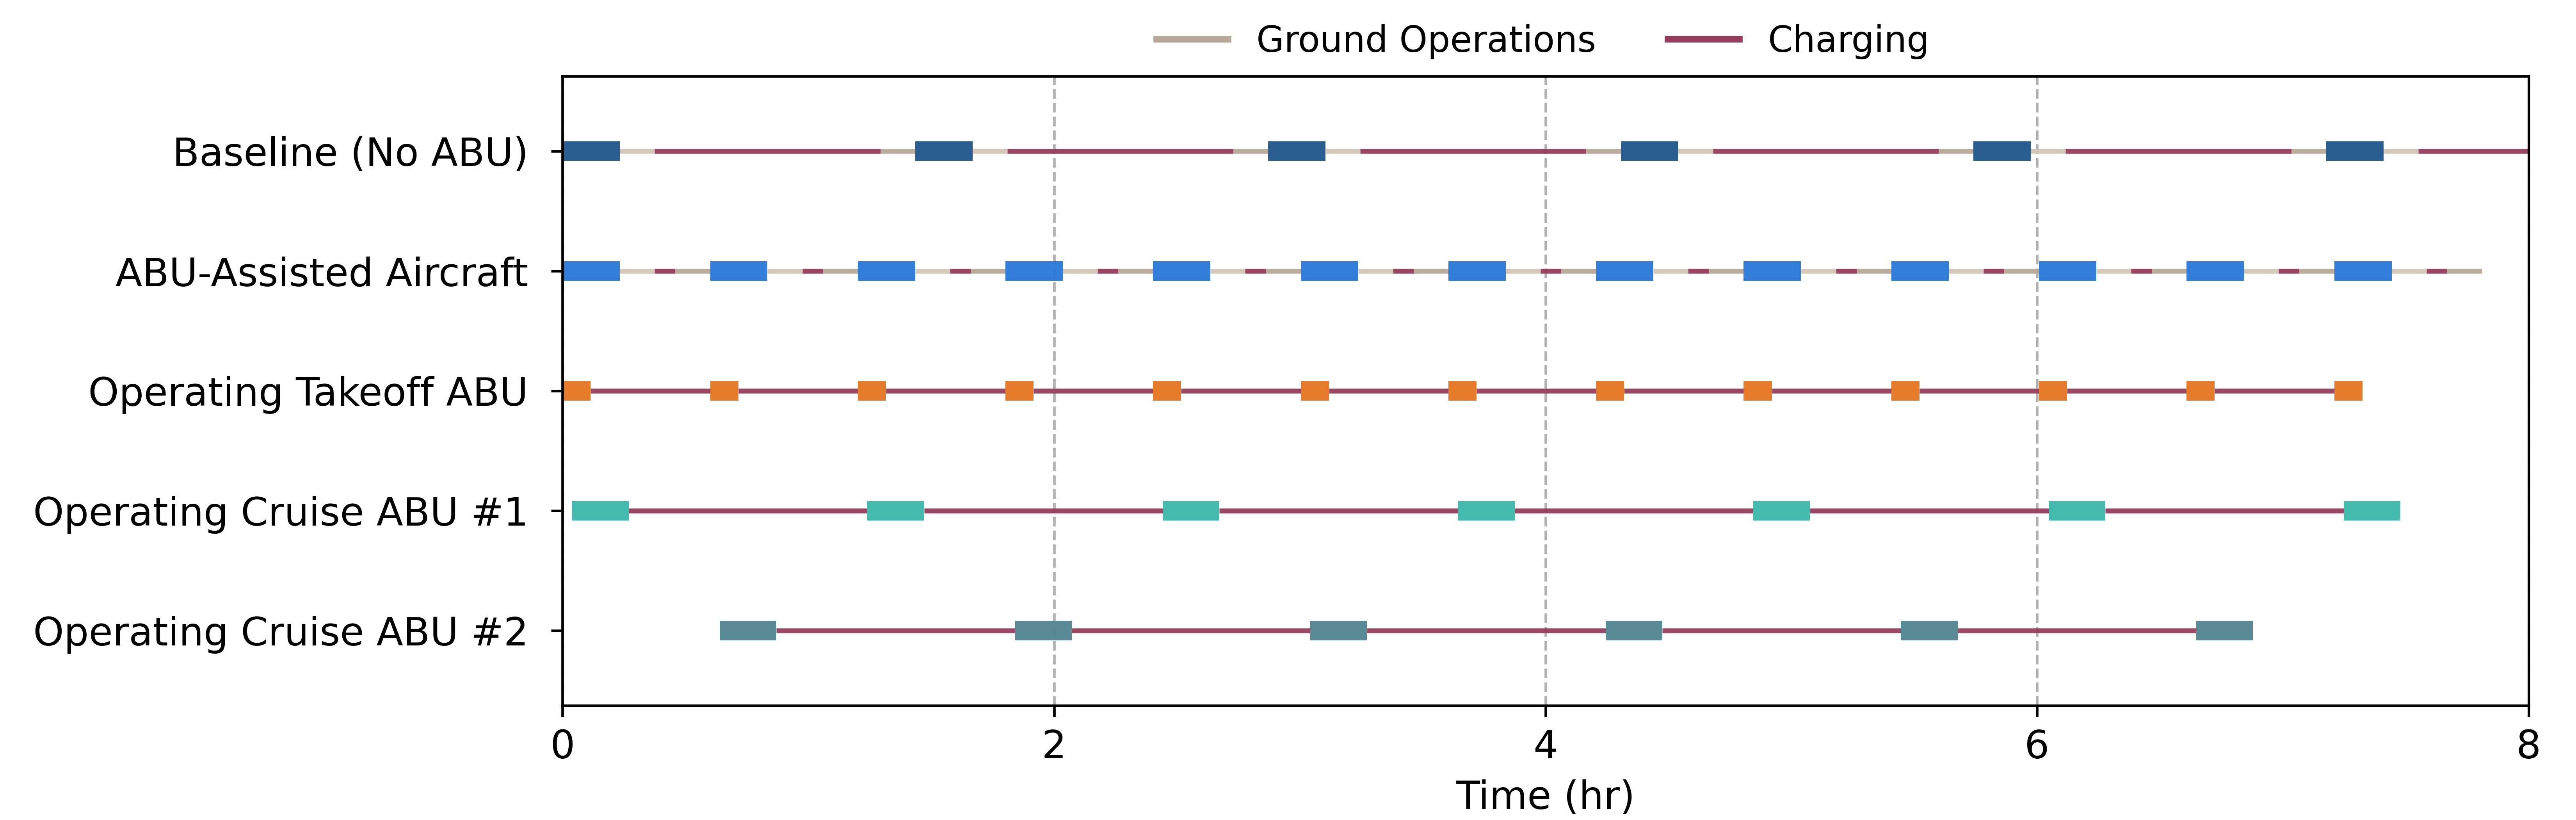 Ground Operations
Charging
Baseline (No ABU)
ABU-Assisted Aircraft
Operating Takeoff ABU
Operating Cruise ABU #1
Operating Cruise ABU #2
0 2 4 6 8
Time (hr)